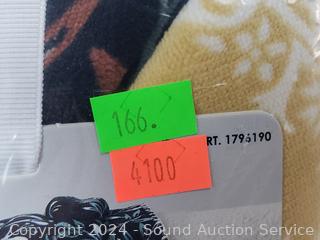 166.
RT. 1796190
4100
Copyright 2024 - Sound Auction Service